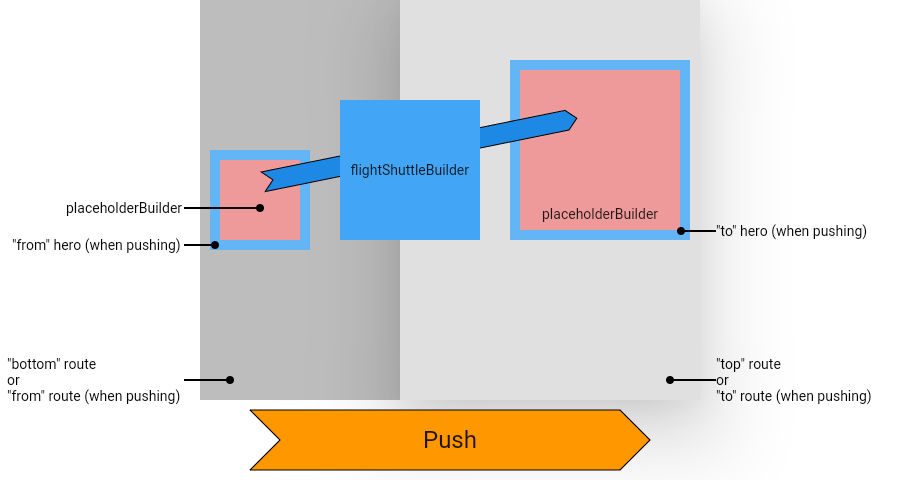 flightShuttleBuilder
placeholderBuilder
placeholderBuilder
"from" hero (when pushing)
"to" hero (when pushing)
"bottom" route
or
"from" route (when pushing)
"top" route
or
"to" route (when pushing)
Push